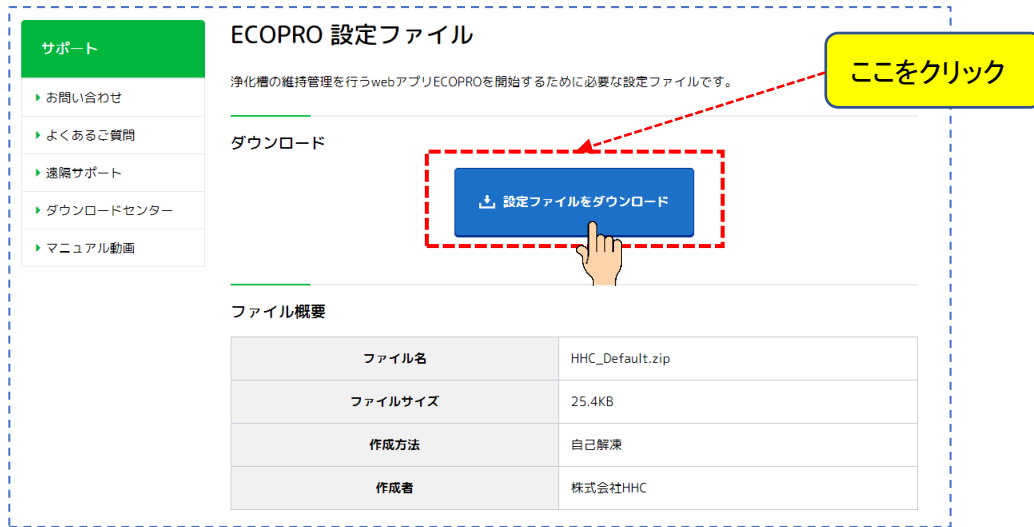 サポート
お問い合わせ
よくあるご質問
遠隔サポート
ダウンロードセンター
マニュアル動画
ECOPRO 設定ファイル
浄化槽の維持管理を行うwebアプリECOPROを開始するために必要な設定ファイルです。
ここをクリック
ダウンロード
設定ファイルをダウンロード
ファイル概要
ファイル名 HHC_Default.zip
ファイルサイズ 25.4KB
作成方法 自己解凍
作成者 株式会社HHC